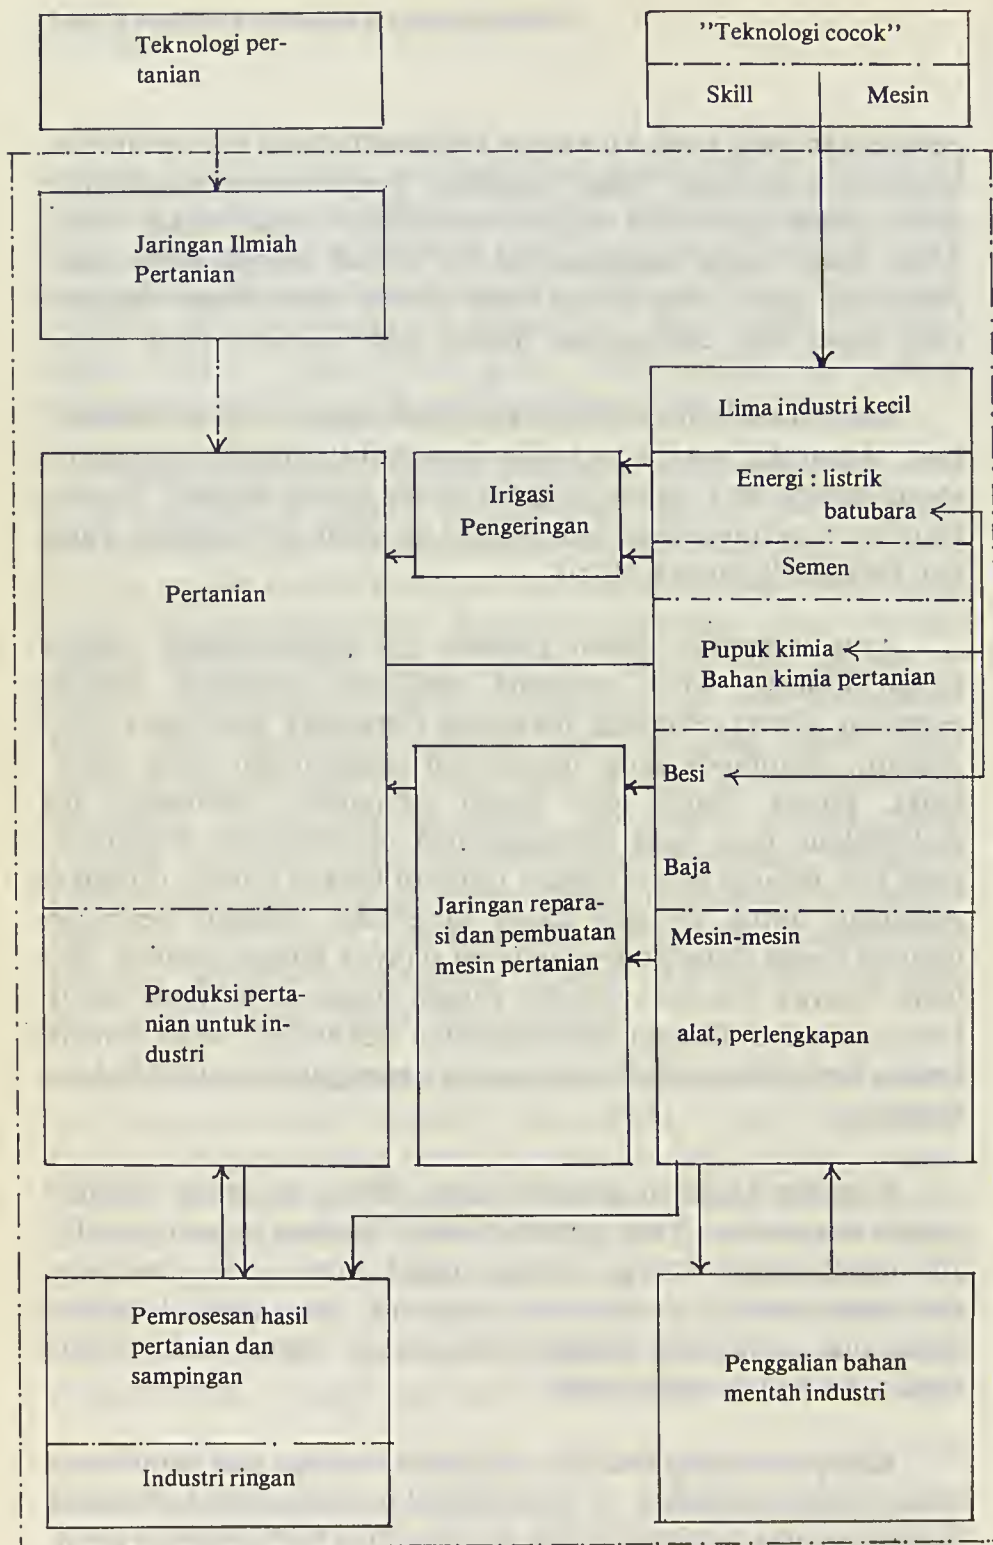 Teknologi per-
tanian
''Teknologi cocok''
Skill
Mesin
Jaringan Ilmiah
Pertanian
Lima industri kecil
Energi : listrik
batubara
Irigasi
Pengeringan
Semen
Pertanian
Pupuk kimia
Bahan kimia pertanian
Besi
Baja
Jaringan repara-
si dan pembuatan
mesin pertanian
Mesin-mesin
alat, perlengkapan
Produksi perta-
nian untuk in-
dustri
Pemrosesan hasil
pertanian dan
sampingan
Industri ringan
Penggalian bahan
mentah industri